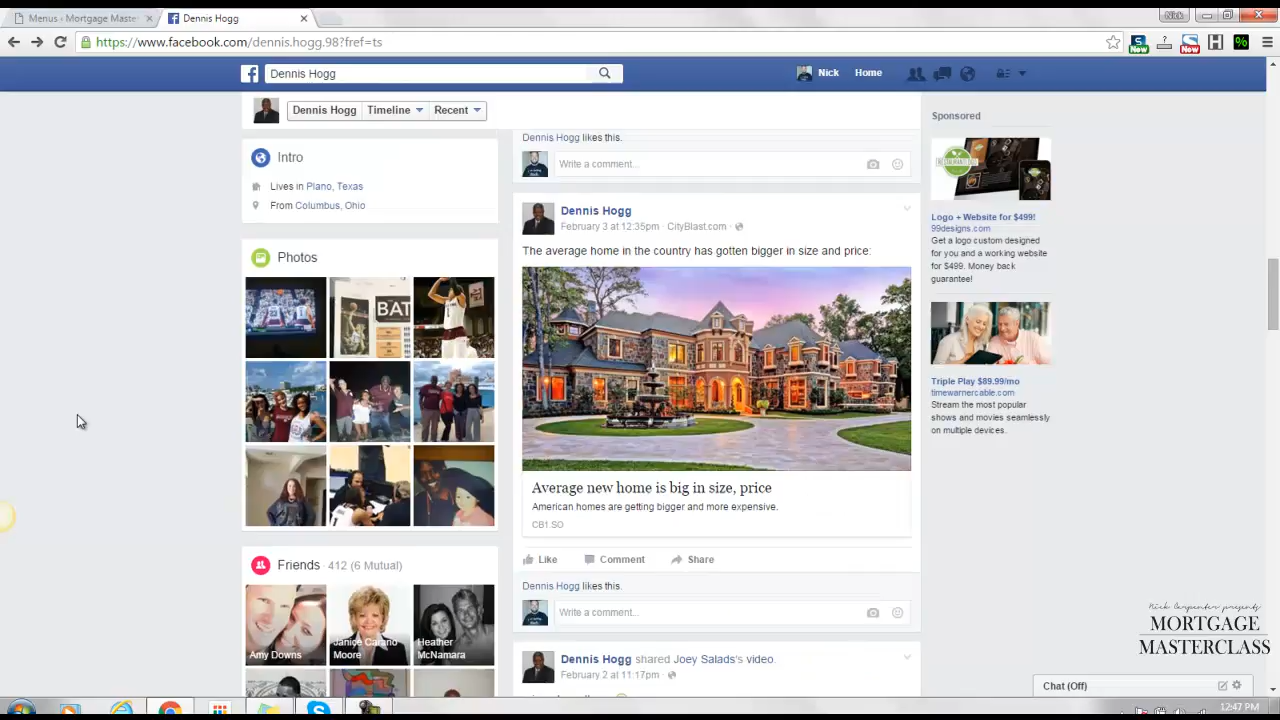 Menus ‹ Mortgage Master
Dennis Hogg
Nick
https://www.facebook.com/dennis.hogg.98?fref=ts
New
New
Dennis Hogg
Nick
Home
Dennis Hogg
Timeline
Recent
Intro
Lives in Plano, Texas
From Columbus, Ohio
Photos
BAT
Friends · 412 (6 Mutual)
Amy Downs
Janice Carano
Moore
Heather
McNamara
Dennis Hogg likes this.
Write a comment...
Dennis Hogg
February 3 at 12:35pm · CityBlast.com ·
The average home in the country has gotten bigger in size and price:
Average new home is big in size, price
American homes are getting bigger and more expensive.
CB1.SO
Like
Comment
Share
Dennis Hogg likes this.
Write a comment...
Dennis Hogg shared Joey Salads's video.
February 2 at 11:17pm ·
Sponsored
Logo + Website for $499!
99designs.com
Get a logo custom designed
for you and a working website
for $499. Money back
guarantee!
Triple Play $89.99/mo
timewarnercable.com
Stream the most popular
shows and movies seamlessly
on multiple devices.
Nick Carpenter presents
MORTGAGE
MASTERCLASS
Chat (Off)
12:47 PM